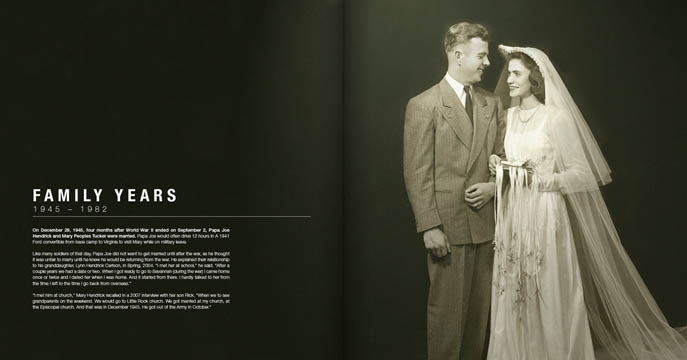 FAMILY YEARS
1945 – 1982
On December 29, 1945, four months after World War II ended on September 2, Papa Joe
Hendrick and Mary Peoples Tucker were married. Papa Joe would often drive 12 hours in A 1941
Ford convertible from base camp to Virginia to visit Mary while on military leave.
Like many soldiers of that day, Papa Joe did not want to get married until after the war, as he thought
it was unfair to marry until he knew he would be returning from the war. He explained their relationship
to his granddaughter, Lynn Hendrick Carlson, in Spring, 2004. "I met her at school," he said. "After a
couple years we had a date or two. When I got ready to go to Savannah (during the war) I came home
once or twice and I dated her when I was home. And it started from there. I hardly talked to her from
the time I left to the time I go back from overseas."
"I met him at church," Mary Hendrick recalled in a 2007 interview with her son Rick. "When we to see
grandparents on the weekend. We would go to Little Rock church. We got married at my church, at
the Episcopal church. And that was in December 1945. He got out of the Army in October."